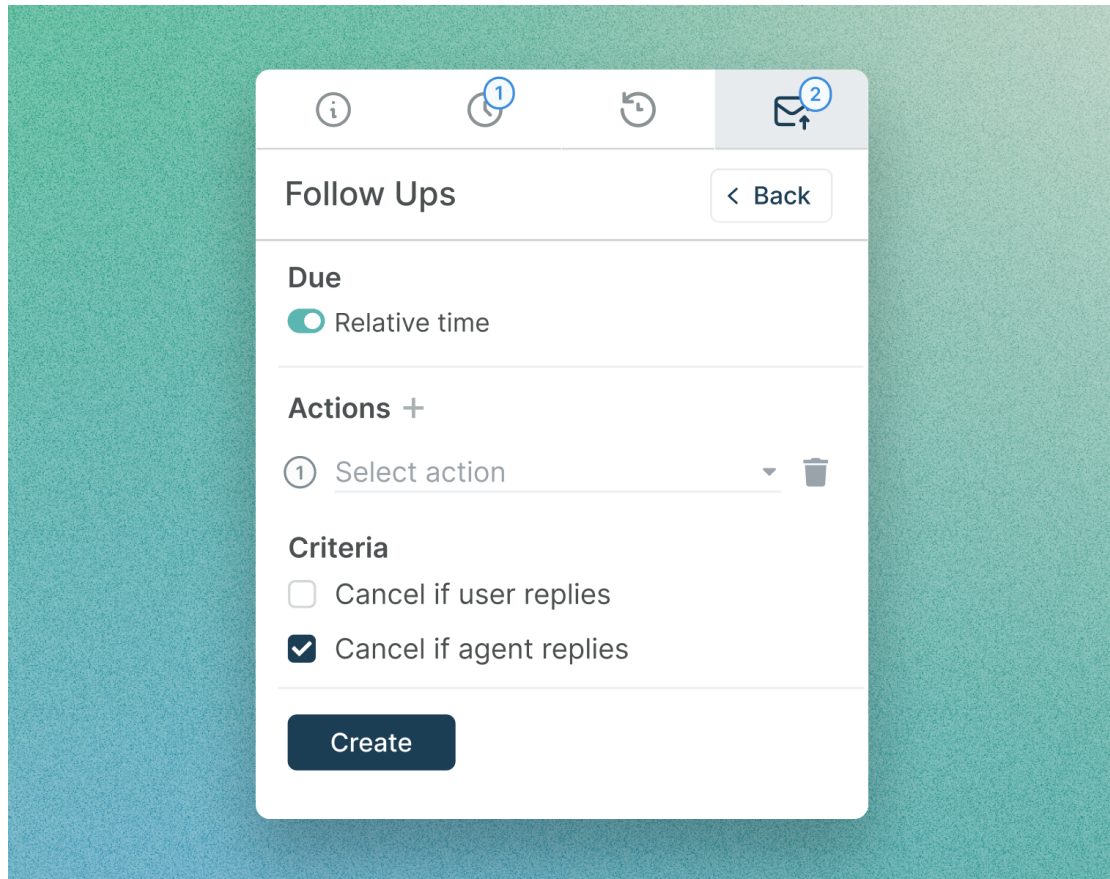 1
2
Follow Ups
Back
Due
Relative time
Actions
1 Select action
Criteria
Cancel if user replies
Cancel if agent replies
Create